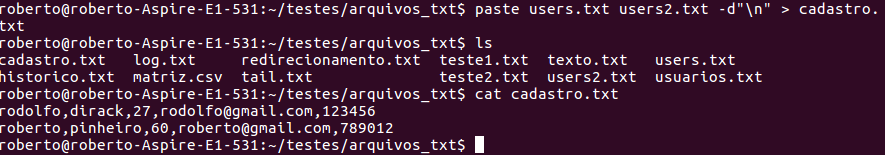 roberto@roberto-Aspire-E1-531:~/testes/arquivos_txt$ paste users.txt users2.txt -d"\n" > cadastro.
txt
roberto@roberto-Aspire-E1-531:~/testes/arquivos_txt$ ls
cadastro.txt   log.txt     redirecionamento.txt  teste1.txt  texto.txt   users.txt
historico.txt  matriz.csv  tail.txt              teste2.txt  users2.txt  usuarios.txt
roberto@roberto-Aspire-E1-531:~/testes/arquivos_txt$ cat cadastro.txt
rodolfo,dirack,27,rodolfo@gmail.com,123456
roberto,pinheiro,60,roberto@gmail.com,789012
roberto@roberto-Aspire-E1-531:~/testes/arquivos_txt$